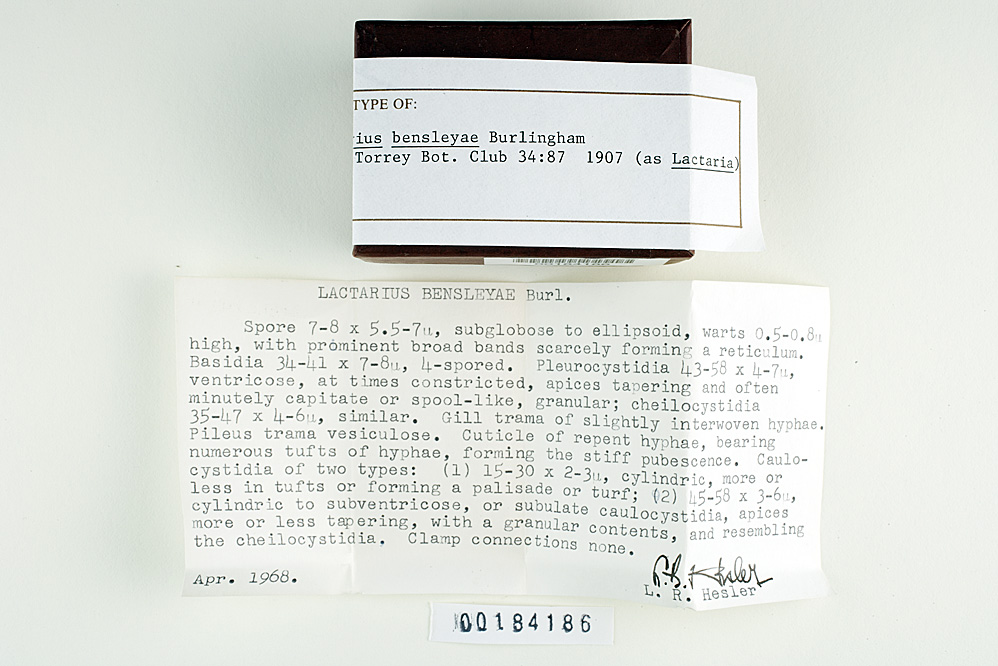 TYPE OF:
ius bensleyae Burlingham
Torrey Bot. Club 34:87 1907 (as Lactaria)
LACTARIUS BENSLEYAE Burl.
Spore 7-8 x 5.5-7u, subglobose to ellipsoid, warts 0.5-0.8u
high, with prominent broad bands scarcely forming a reticulum.
Basidia 34-41 x 7-8u, 4-spored. Pleurocystidia 43-58 x 4-7u,
ventricose, at times constricted, apices tapering and often
minutely capitate or spool-like, granular; cheilocystidia
35-47 x 4-6u, similar. Gill trama of slightly interwoven hyphae.
Pileus trama vesiculose. Cuticle of repent hyphae, bearing
numerous tufts of hyphae, forming the stiff pubescence. Caulo-
cystidia of two types: (1) 15-30 x 2-3u, cylindric, more or
less in tufts or forming a palisade or turf; (2) 45-58 x 3-6u,
cylindric to subventricose, or subulate caulocystidia, apices
more or less tapering, with a granular contents, and resembling
the cheilocystidia. Clamp connections none.
Apr. 1968.
L. R. Hesler
00184186